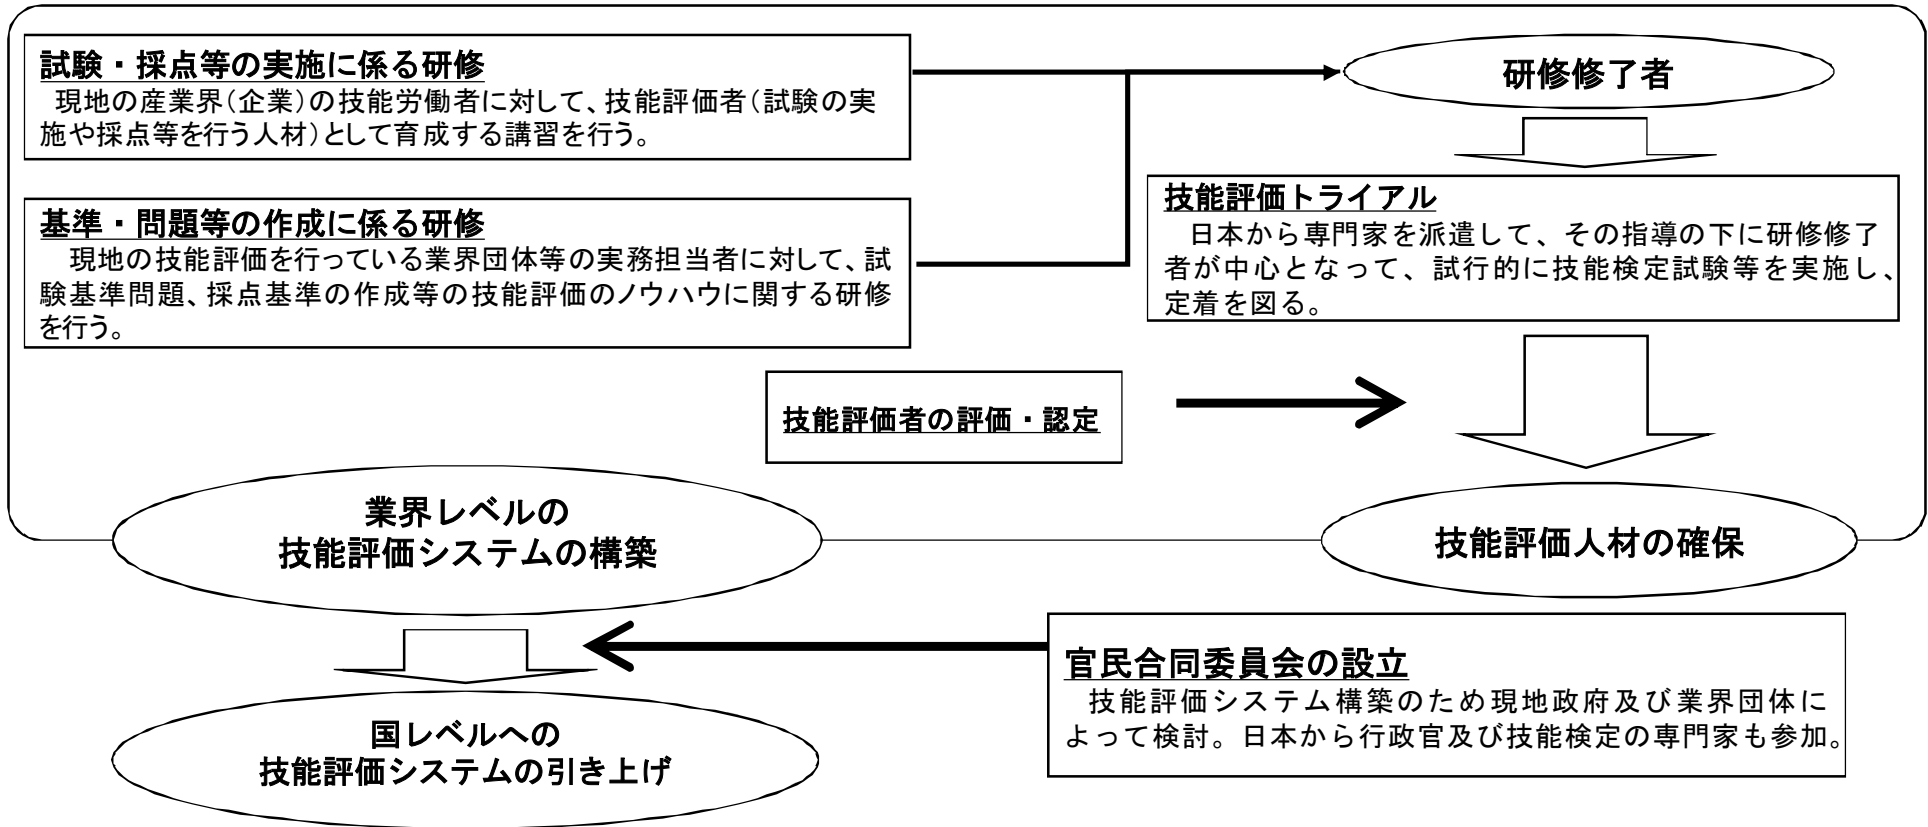 試験・採点等の実施に係る研修
現地の産業界(企業)の技能労働者に対して、技能評価者(試験の実
施や採点等を行う人材)として育成する講習を行う。
研修修了者
基準・問題等の作成に係る研修
現地の技能評価を行っている業界団体等の実務担当者に対して、試
験基準問題、採点基準の作成等の技能評価のノウハウに関する研修
を行う。
技能評価トライアル
日本から専門家を派遣して、その指導の下に研修修了
者が中心となって、試行的に技能検定試験等を実施し、
定着を図る。
技能評価者の評価・認定
業界レベルの
技能評価システムの構築
技能評価人材の確保
官民合同委員会の設立
技能評価システム構築のため現地政府及び業界団体に
よって検討。日本から行政官及び技能検定の専門家も参加。
国レベルへの
技能評価システムの引き上げ